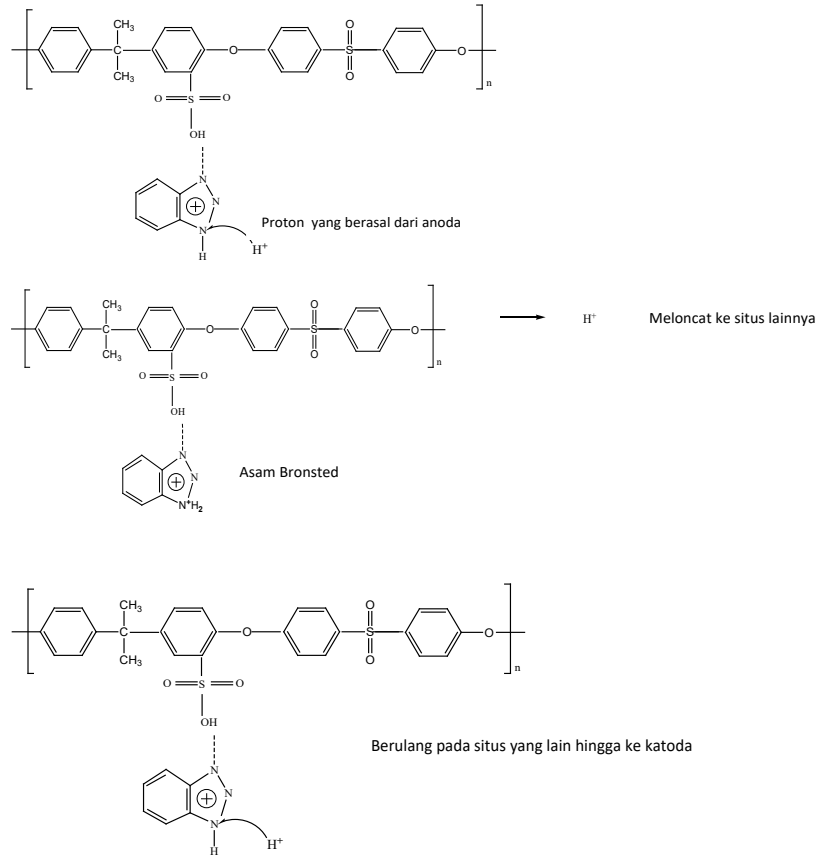 CH3
C
CH3
O
O
S
O
O
n
O
S
O
OH
N
N
N
H
H+
Proton yang berasal dari anoda
CH3
C
CH3
O
O
S
O
O
n
O
S
O
OH
N
N
N+H2
Asam Bronsted
H+
Meloncat ke situs lainnya
CH3
C
CH3
O
O
S
O
O
n
O
S
O
OH
N
N
N
H
H+
Berulang pada situs yang lain hingga ke katoda